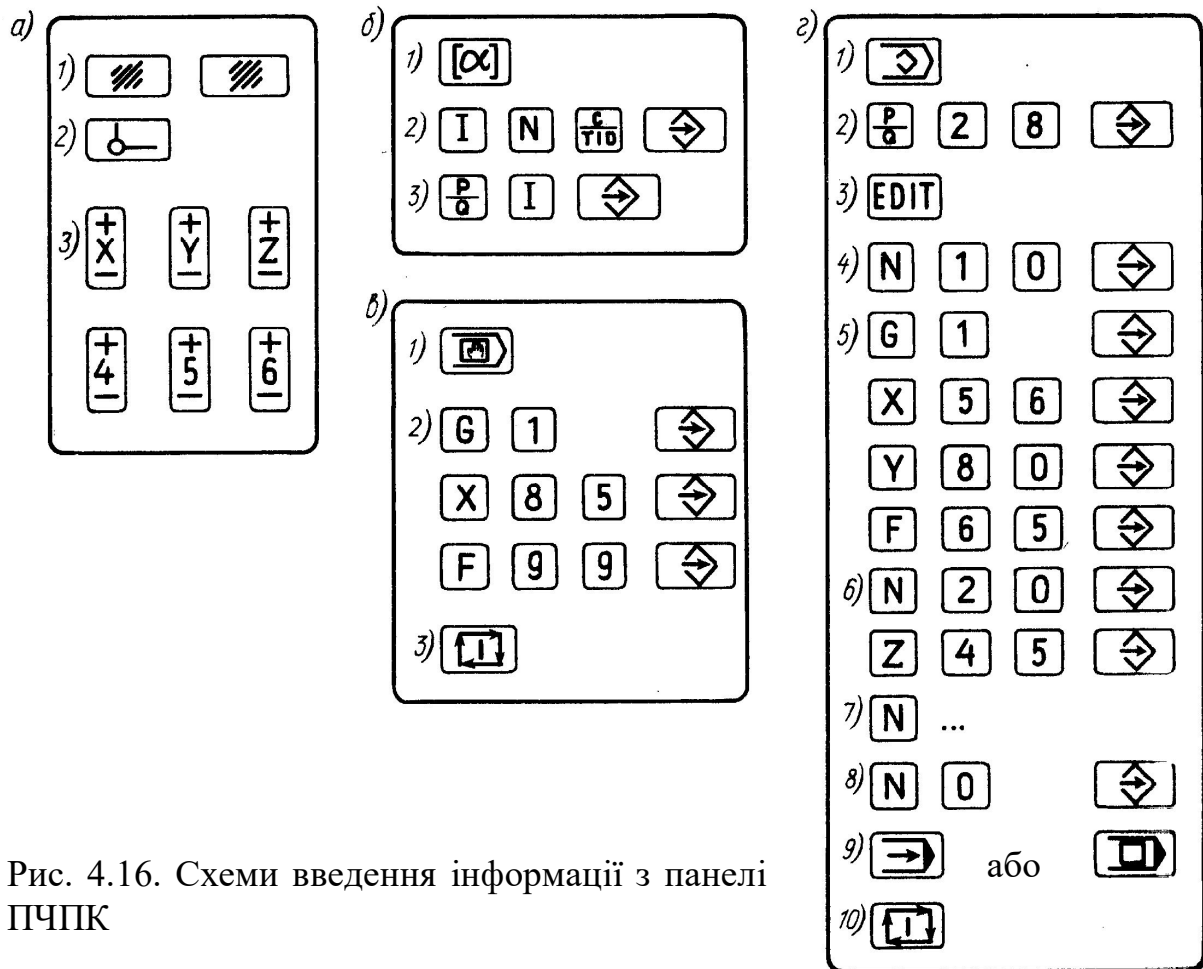 а)
1)
2)
3) +X− +Y− +Z−
+4− +5− +6−
б)
1) [α]
2) I N C/TID
3) P/Q I
в)
1)
2) G 1
X 8 5
F 9 9
3) I
г)
1)
2) P/Q 2 8
3) EDIT
4) N 1 0
5) G 1
X 5 6
Y 8 0
F 6 5
6) N 2 0
Z 4 5
7) N ...
8) N 0
9) або
10) I
Рис. 4.16. Схеми введення інформації з панелі
ПЧПК